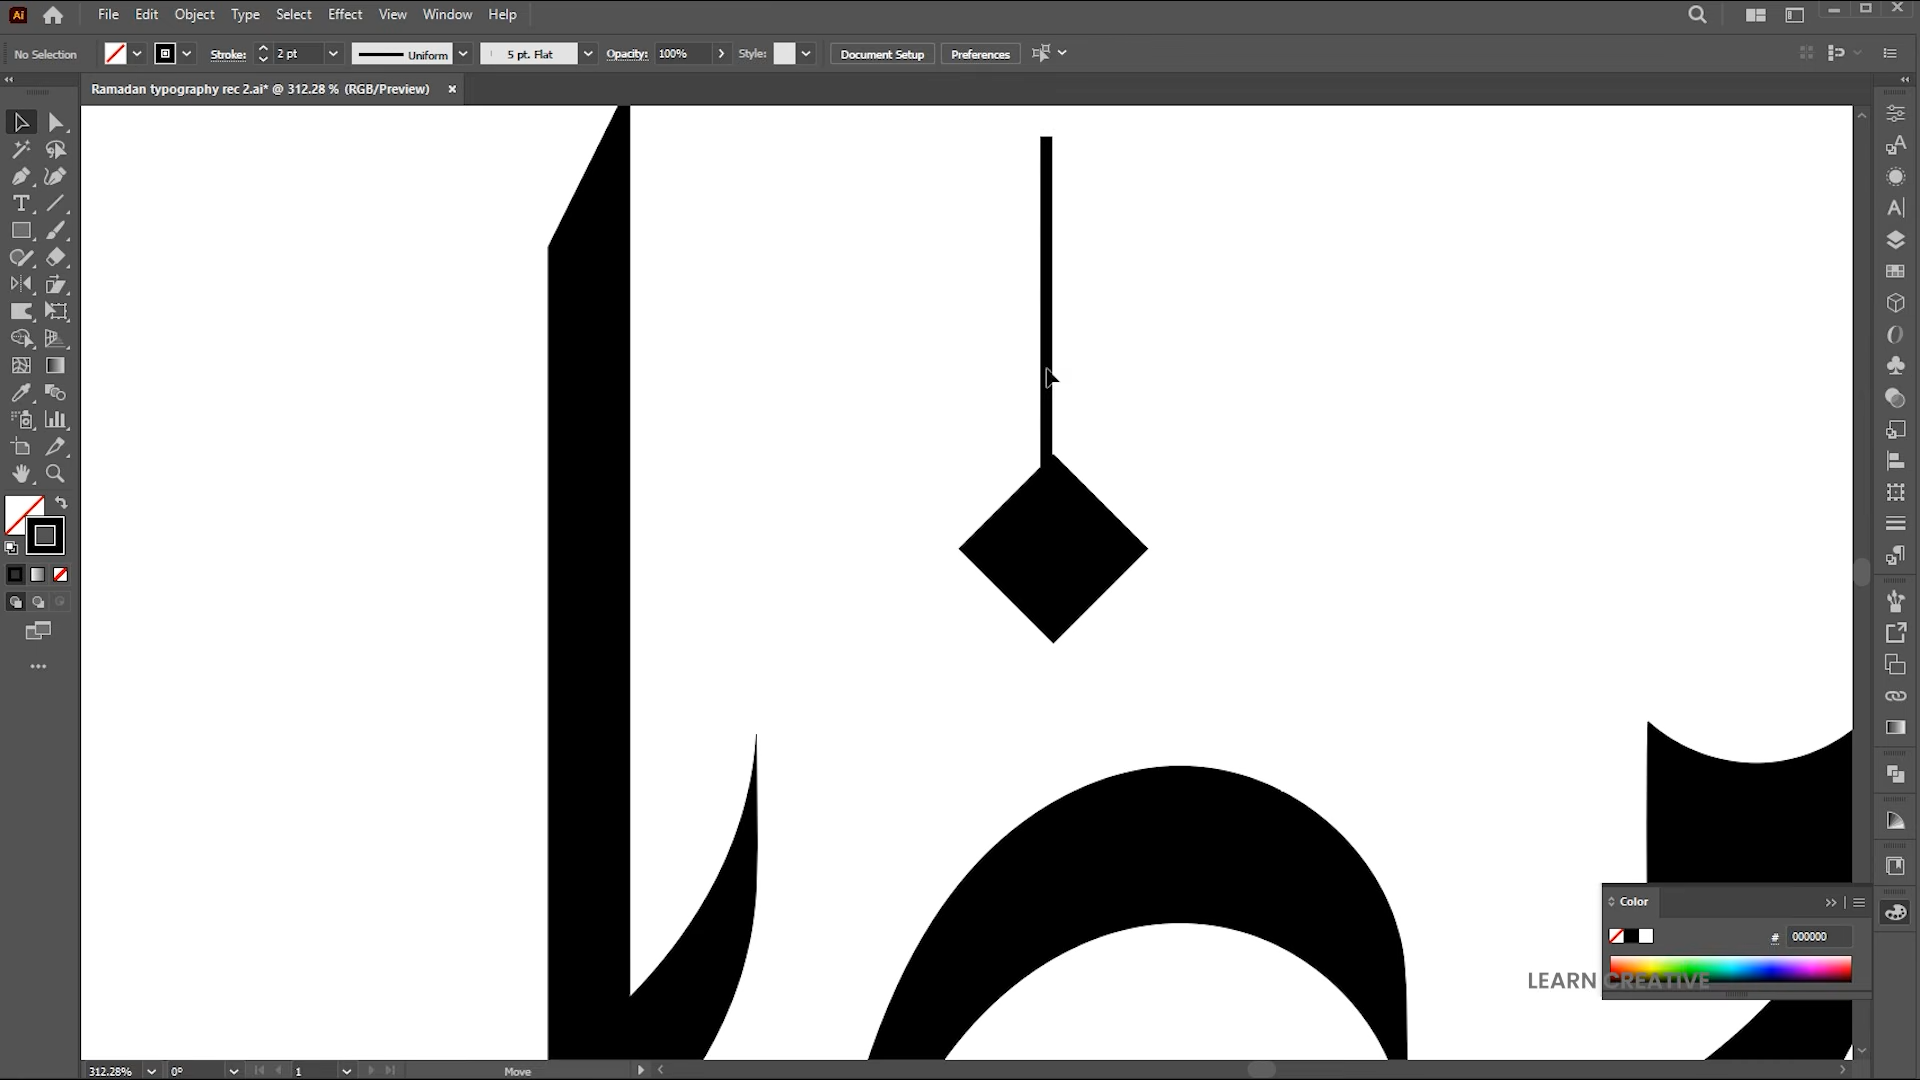 Ai File Edit Object Type Select Effect View Window Help
No Selection Stroke: 2 pt Uniform 5 pt. Flat Opacity: 100% Style: Document Setup Preferences
Ramadan typography rec 2.ai* @ 312.28 % (RGB/Preview) ×
Color
# 000000
LEARN CREATIVE
312.28% 0° 1 Move